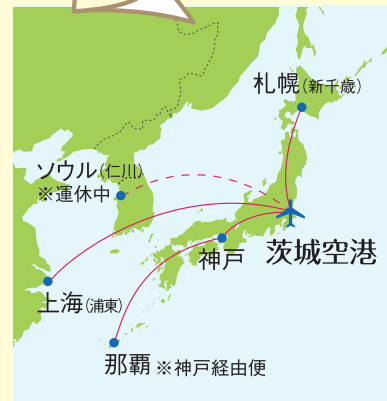 札幌(新千歳)
ソウル(仁川)
※運休中
茨城空港
神戸
上海(浦東)
那覇 ※神戸経由便